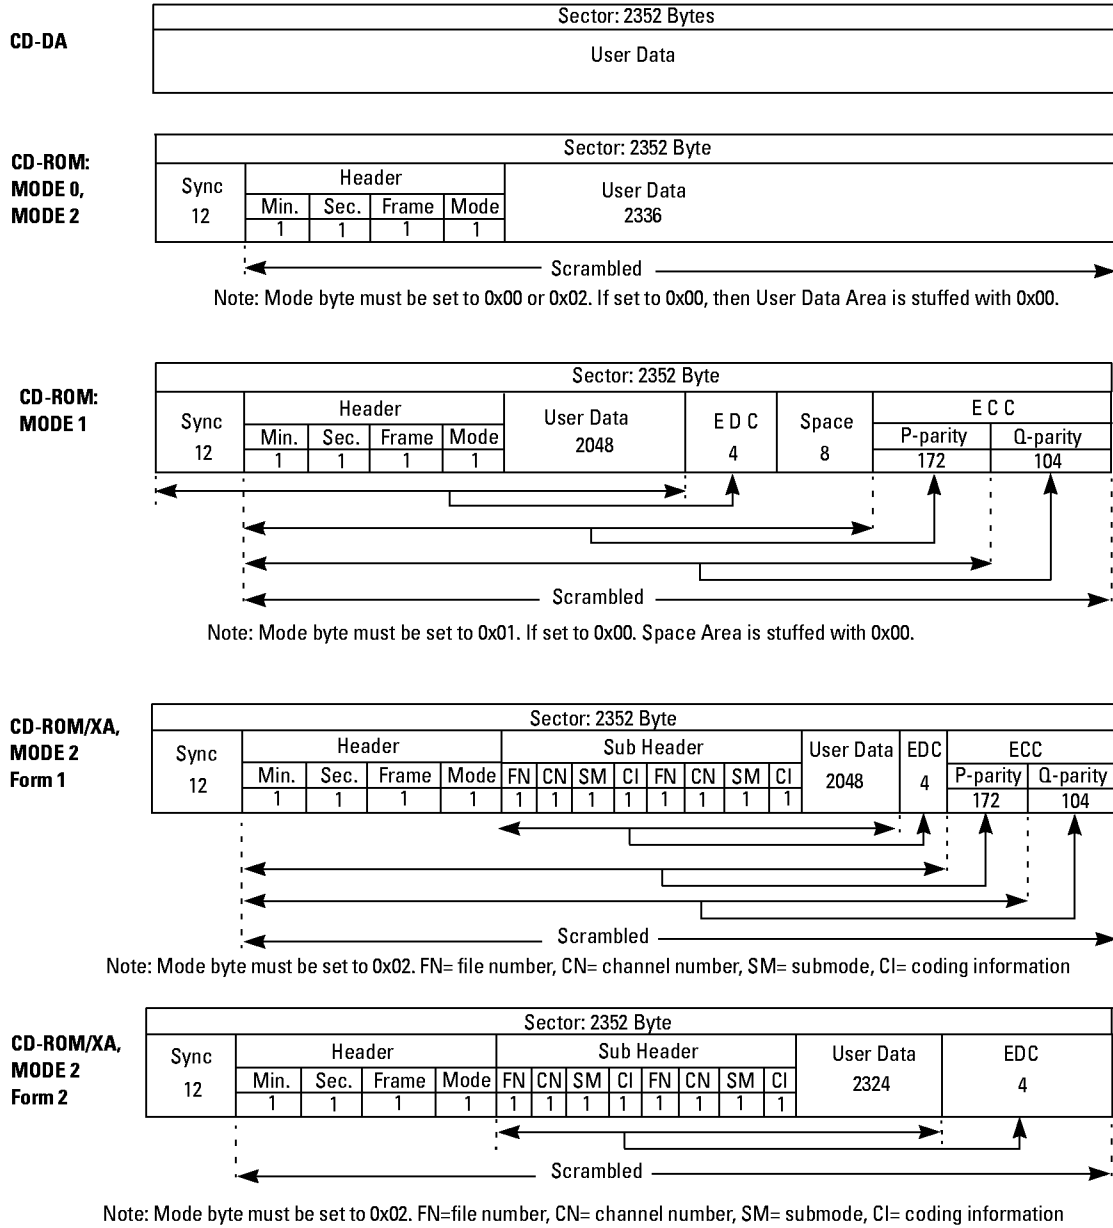 Sector: 2352 Bytes
CD-DA
User Data
Sector: 2352 Byte
CD-ROM:
MODE 0,
MODE 2
Sync
12
Header
Min. Sec. Frame Mode
1 1 1 1
User Data
2336
Scrambled
Note: Mode byte must be set to 0x00 or 0x02. If set to 0x00, then User Data Area is stuffed with 0x00.
Sector: 2352 Byte
CD-ROM:
MODE 1
Sync
12
Header
Min. Sec. Frame Mode
1 1 1 1
User Data
2048
E D C
4
Space
8
E C C
P-parity Q-parity
172 104
Scrambled
Note: Mode byte must be set to 0x01. If set to 0x00. Space Area is stuffed with 0x00.
Sector: 2352 Byte
CD-ROM/XA,
MODE 2
Form 1
Sync
12
Header
Min. Sec. Frame Mode
1 1 1 1
Sub Header
FN CN SM CI FN CN SM CI
1 1 1 1 1 1 1 1
User Data
2048
EDC
4
ECC
P-parity Q-parity
172 104
Scrambled
Note: Mode byte must be set to 0x02. FN= file number, CN= channel number, SM= submode, CI= coding information
Sector: 2352 Byte
CD-ROM/XA,
MODE 2
Form 2
Sync
12
Header
Min. Sec. Frame Mode
1 1 1 1
Sub Header
FN CN SM CI FN CN SM CI
1 1 1 1 1 1 1 1
User Data
2324
EDC
4
Scrambled
Note: Mode byte must be set to 0x02. FN=file number, CN= channel number, SM= submode, CI= coding information